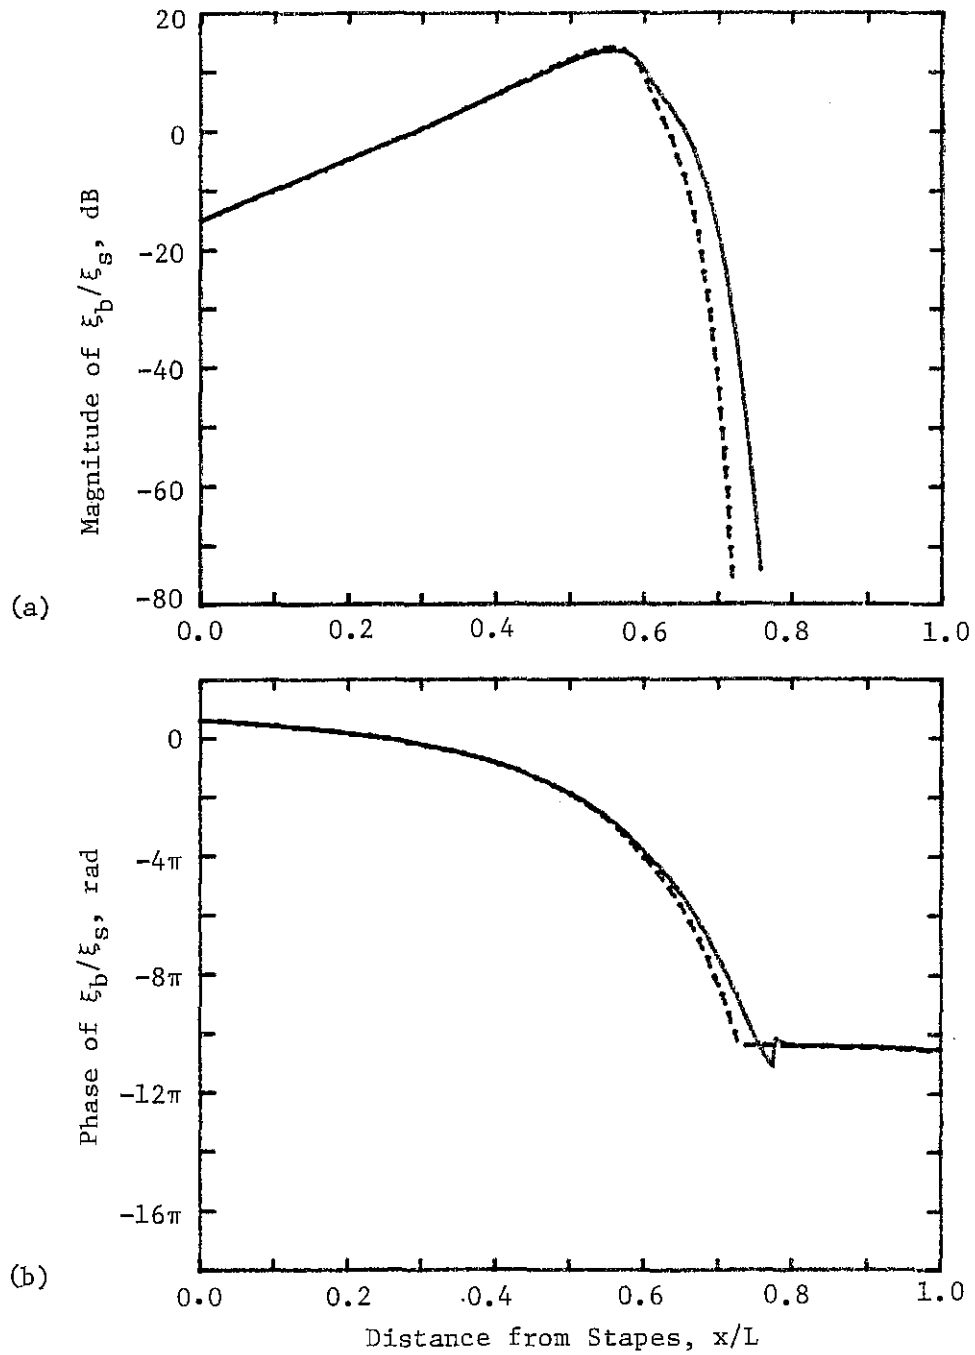 20
0
-20
-40
-60
-80
Magnitude of ξb/ξs, dB
(a)
0.0 0.2 0.4 0.6 0.8 1.0
0
-4π
-8π
-12π
-16π
Phase of ξb/ξs, rad
(b)
0.0 0.2 0.4 0.6 0.8 1.0
Distance from Stapes, x/L